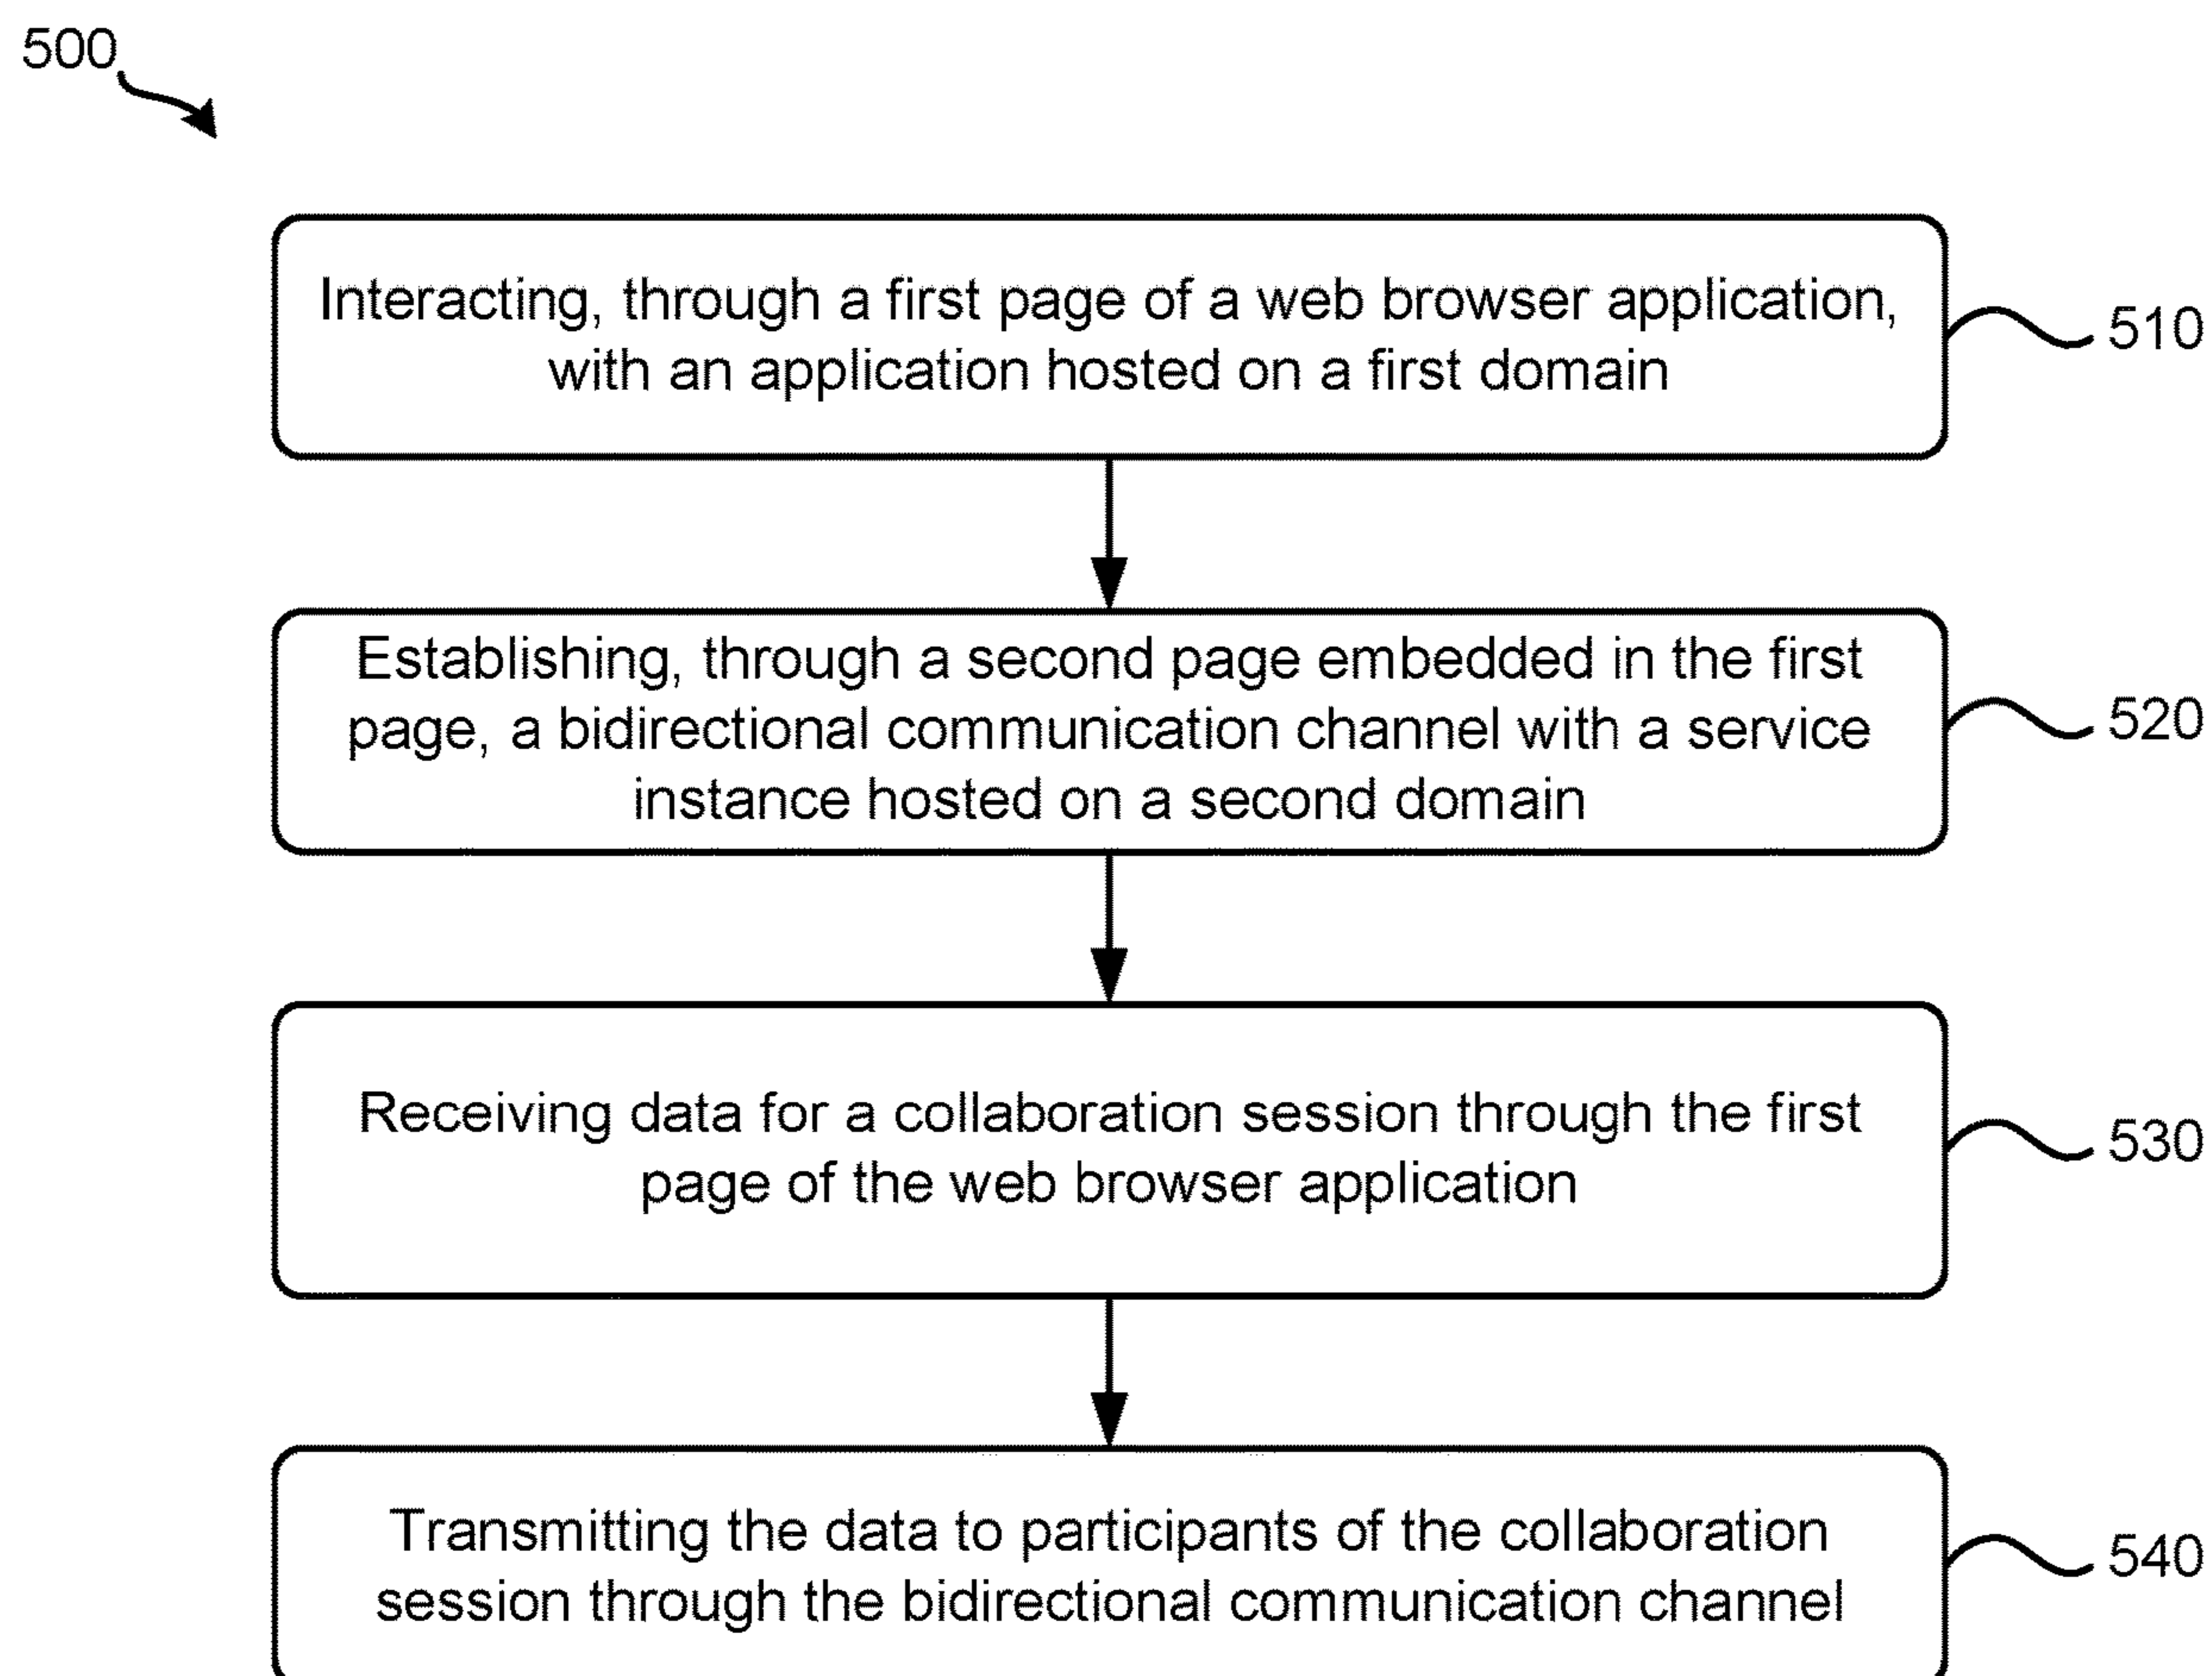 500
Interacting, through a first page of a web browser application,
with an application hosted on a first domain
510
Establishing, through a second page embedded in the first
page, a bidirectional communication channel with a service
instance hosted on a second domain
520
Receiving data for a collaboration session through the first
page of the web browser application
530
Transmitting the data to participants of the collaboration
session through the bidirectional communication channel
540